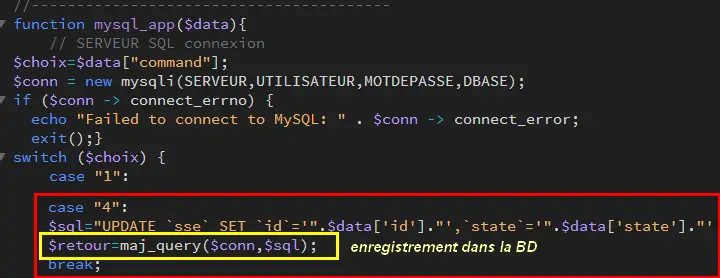 //-----------------------------------------
function mysql_app($data){
// SERVEUR SQL connexion
$choix=$data["command"];
$conn = new mysqli(SERVEUR,UTILISATEUR,MOTDEPASSE,DBASE);
if ($conn -> connect_errno) {
echo "Failed to connect to MySQL: " . $conn -> connect_error;
exit();}
switch ($choix) {
case "1":
case "4":
$sql="UPDATE `sse` SET `id`='".$data['id']."',`state`='".$data['state']."'
$retour=maj_query($conn,$sql); enregistrement dans la BD
break;